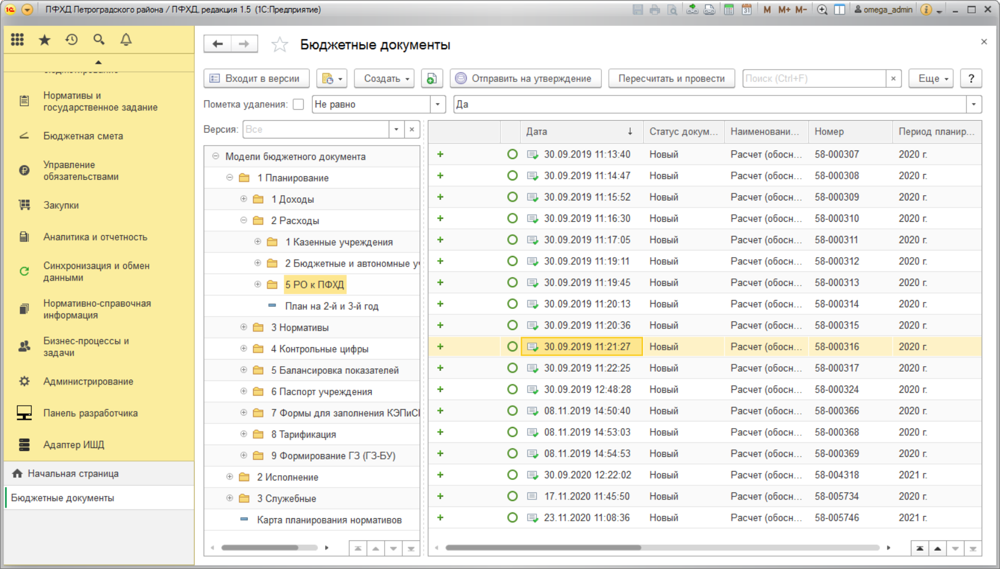 ПФХД Петроградского района / ПФХД, редакция 1.5 (1С:Предприятие)
31 M M+ M- omega_admin
Бюджетные документы
Входит в версии
Создать
Отправить на утверждение
Пересчитать и провести
Поиск (Ctrl+F)
×
Еще
?
Пометка удаления:
Не равно
Да
Версия:
Все
×
Нормативы и
государственное задание
Бюджетная смета
Управление
обязательствами
Закупки
Аналитика и отчетность
Синхронизация и обмен
данными
Нормативно-справочная
информация
Бизнес-процессы и
задачи
Администрирование
Панель разработчика
Адаптер ИШД
Начальная страница
Бюджетные документы
Модели бюджетного документа
1 Планирование
1 Доходы
2 Расходы
1 Казенные учреждения
2 Бюджетные и автономные уч
5 РО к ПФХД
План на 2-й и 3-й год
3 Нормативы
4 Контрольные цифры
5 Балансировка показателей
6 Паспорт учреждения
7 Формы для заполнения КЭПиСП
8 Тарификация
9 Формирование ГЗ (ГЗ-БУ)
2 Исполнение
3 Служебные
Карта планирования нормативов
Дата ↓ Статус докум... Наименовани... Номер Период планир...
30.09.2019 11:13:40 Новый Расчет (обосн... 58-000307 2020 г.
30.09.2019 11:14:47 Новый Расчет (обосн... 58-000308 2020 г.
30.09.2019 11:15:52 Новый Расчет (обосн... 58-000309 2020 г.
30.09.2019 11:16:30 Новый Расчет (обосн... 58-000310 2020 г.
30.09.2019 11:17:05 Новый Расчет (обосн... 58-000311 2020 г.
30.09.2019 11:19:11 Новый Расчет (обосн... 58-000312 2020 г.
30.09.2019 11:19:45 Новый Расчет (обосн... 58-000313 2020 г.
30.09.2019 11:20:13 Новый Расчет (обосн... 58-000314 2020 г.
30.09.2019 11:20:36 Новый Расчет (обосн... 58-000315 2020 г.
30.09.2019 11:21:27 Новый Расчет (обосн... 58-000316 2020 г.
30.09.2019 11:22:25 Новый Расчет (обосн... 58-000317 2020 г.
30.09.2019 12:48:28 Новый Расчет (обосн... 58-000324 2020 г.
08.11.2019 14:50:40 Новый Расчет (обосн... 58-000366 2020 г.
08.11.2019 14:53:03 Новый Расчет (обосн... 58-000368 2020 г.
08.11.2019 14:54:53 Новый Расчет (обосн... 58-000369 2020 г.
30.09.2020 12:22:02 Новый Расчет (обосн... 58-004318 2021 г.
17.11.2020 11:45:50 Новый Расчет (обосн... 58-005734 2020 г.
23.11.2020 11:08:36 Новый Расчет (обосн... 58-005746 2021 г.